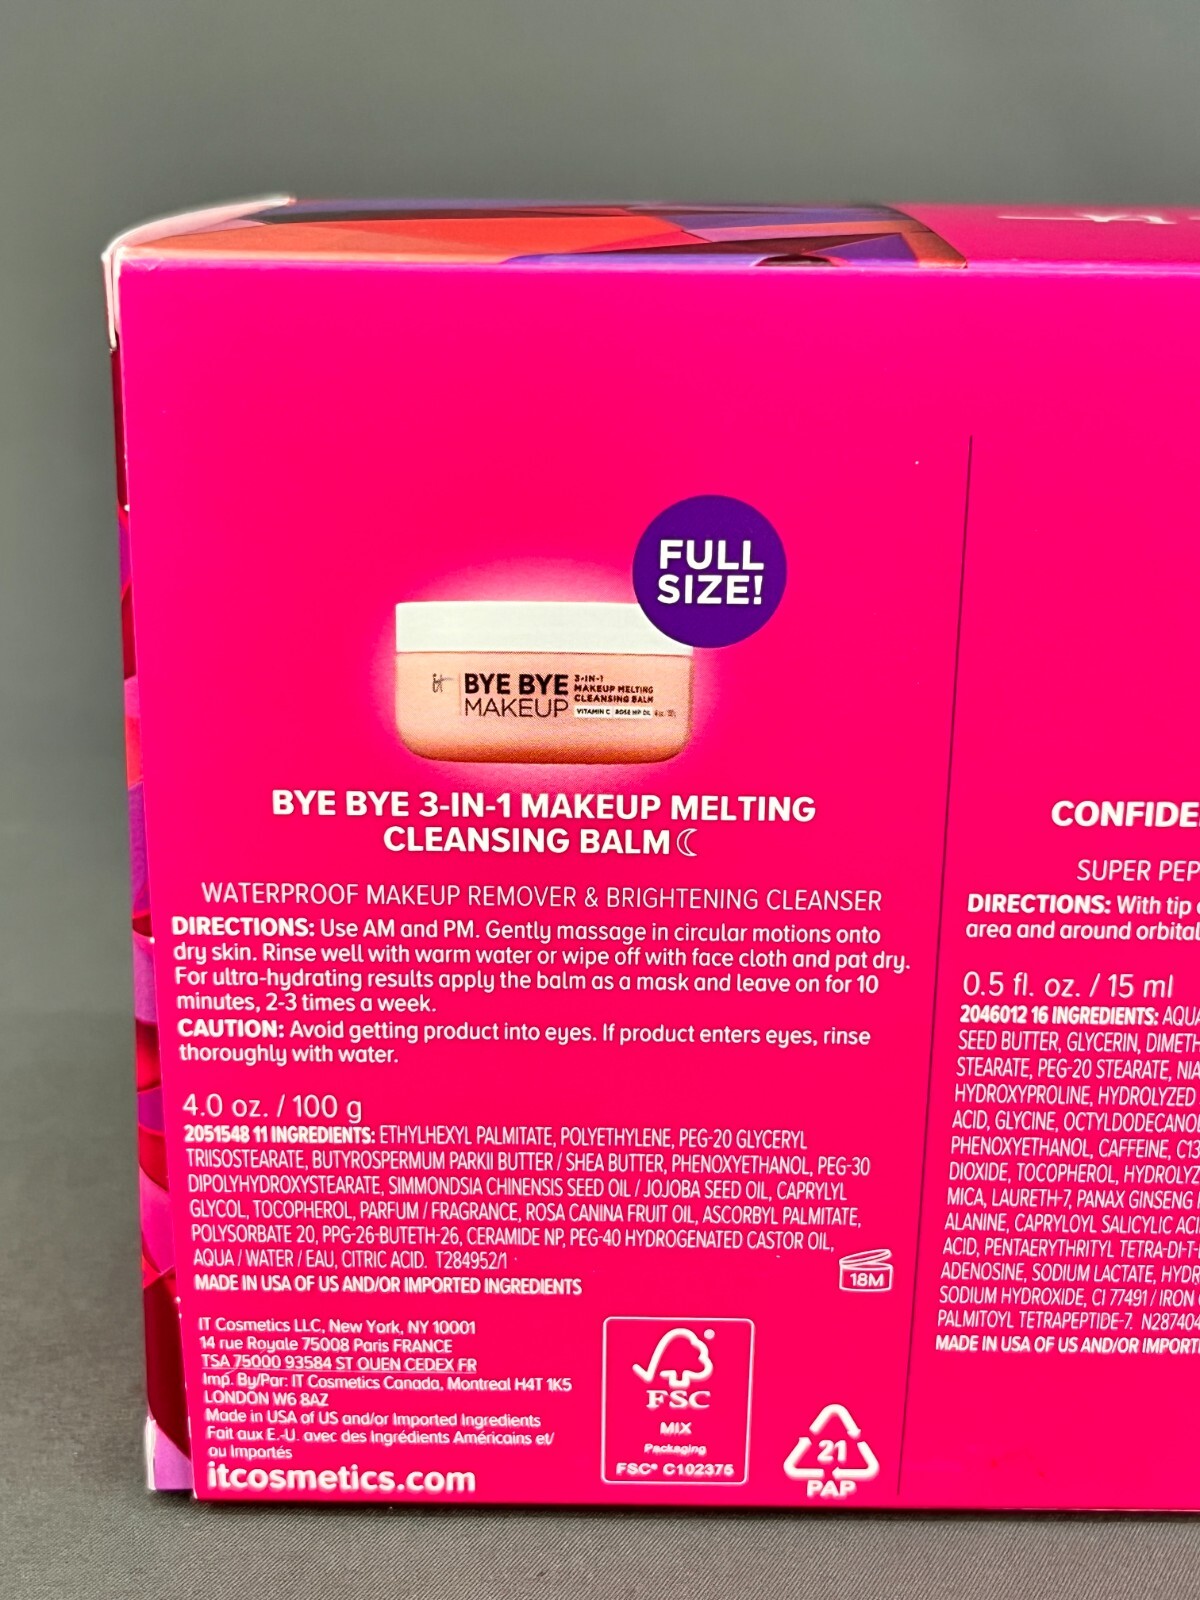 FULL
SIZE!
it
BYE BYE
MAKEUP
3-IN-1
MAKEUP MELTING
CLEANSING BALM
VITAMIN C ROSE HIP OIL
BYE BYE 3-IN-1 MAKEUP MELTING
CLEANSING BALM
WATERPROOF MAKEUP REMOVER & BRIGHTENING CLEANSER
DIRECTIONS: Use AM and PM. Gently massage in circular motions onto
dry skin. Rinse well with warm water or wipe off with face cloth and pat dry.
For ultra-hydrating results apply the balm as a mask and leave on for 10
minutes, 2-3 times a week.
CAUTION: Avoid getting product into eyes. If product enters eyes, rinse
thoroughly with water.
4.0 oz. / 100 g
2051548 11 INGREDIENTS: ETHYLHEXYL PALMITATE, POLYETHYLENE, PEG-20 GLYCERYL
TRIISOSTEARATE, BUTYROSPERMUM PARKII BUTTER / SHEA BUTTER, PHENOXYETHANOL, PEG-30
DIPOLYHYDROXYSTEARATE, SIMMONDSIA CHINENSIS SEED OIL / JOJOBA SEED OIL, CAPRYLYL
GLYCOL, TOCOPHEROL, PARFUM / FRAGRANCE, ROSA CANINA FRUIT OIL, ASCORBYL PALMITATE,
POLYSORBATE 20, PPG-26-BUTETH-26, CERAMIDE NP, PEG-40 HYDROGENATED CASTOR OIL,
AQUA / WATER / EAU, CITRIC ACID. T284952/1
MADE IN USA OF US AND/OR IMPORTED INGREDIENTS
18M
IT Cosmetics LLC, New York, NY 10001
14 rue Royale 75008 Paris FRANCE
TSA 75000 93584 ST OUEN CEDEX FR
Imp. By/Par: IT Cosmetics Canada, Montreal H4T 1K5
LONDON W6 8AZ
Made in USA of US and/or Imported Ingredients
Fait aux E.-U. avec des Ingrédients Américains et/
ou Importés
itcosmetics.com
FSC
MIX
Packaging
FSC® C102375
21
PAP
CONFIDE
SUPER PEP
DIRECTIONS: With tip
area and around orbital
0.5 fl. oz. / 15 ml
2046012 16 INGREDIENTS: AQUA
SEED BUTTER, GLYCERIN, DIMETH
STEARATE, PEG-20 STEARATE, NIA
HYDROXYPROLINE, HYDROLYZED
ACID, GLYCINE, OCTYLDODECANOL
PHENOXYETHANOL, CAFFEINE, C13
DIOXIDE, TOCOPHEROL, HYDROLYZ
MICA, LAURETH-7, PANAX GINSENG
ALANINE, CAPRYLOYL SALICYLIC ACI
ACID, PENTAERYTHRITYL TETRA-DI-T-
ADENOSINE, SODIUM LACTATE, HYDR
SODIUM HYDROXIDE, CI 77491 / IRON
PALMITOYL TETRAPEPTIDE-7. N287404
MADE IN USA OF US AND/OR IMPORT